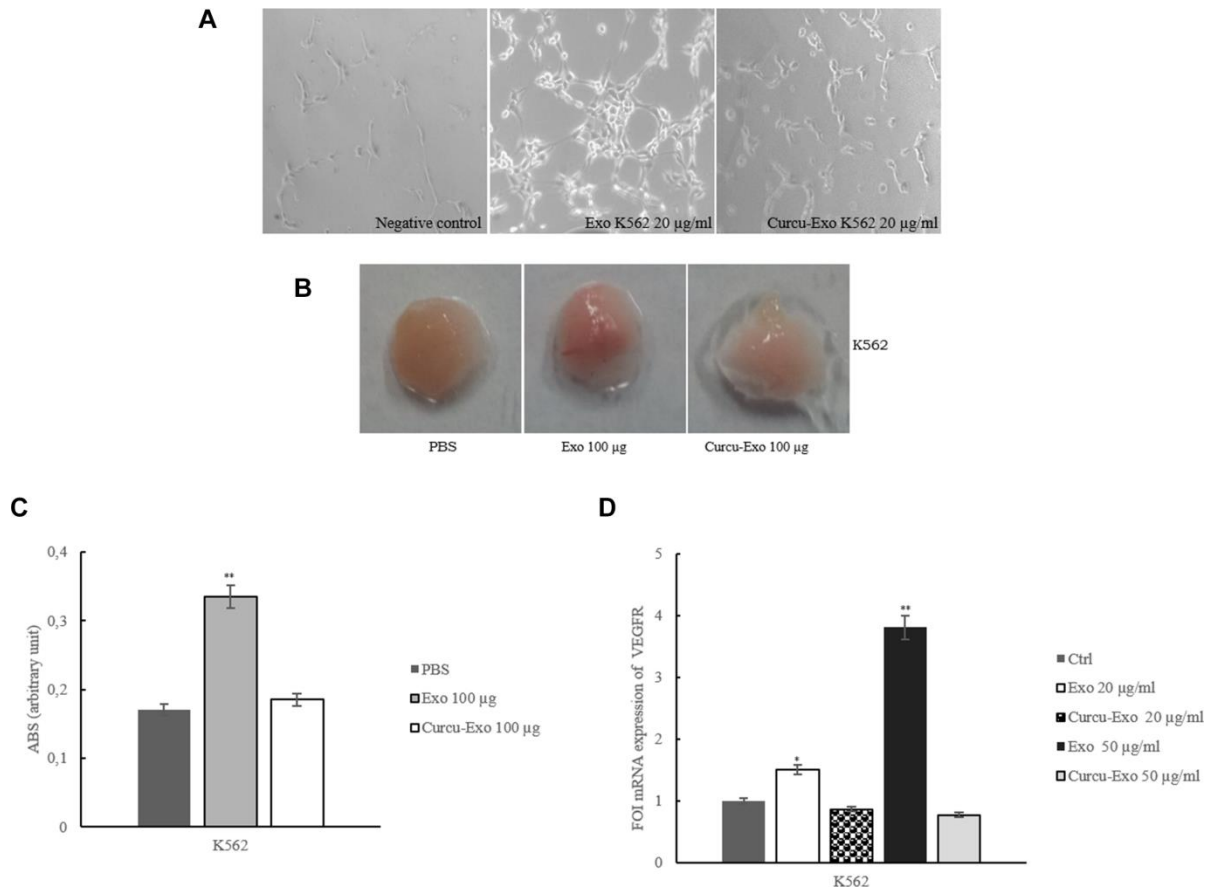 A
Negative control
Exo K562 20 µg/ml
Curcu-Exo K562 20 µg/ml
B
K562
PBS
Exo 100 µg
Curcu-Exo 100 µg
C
ABS (arbitrary unit)
0,4
0,3
0,2
0,1
0
**
K562
PBS
Exo 100 µg
Curcu-Exo 100 µg
D
FOI mRNA expression of VEGFR
5
4
3
2
1
0
*
**
K562
Ctrl
Exo 20 µg/ml
Curcu-Exo 20 µg/ml
Exo 50 µg/ml
Curcu-Exo 50 µg/ml